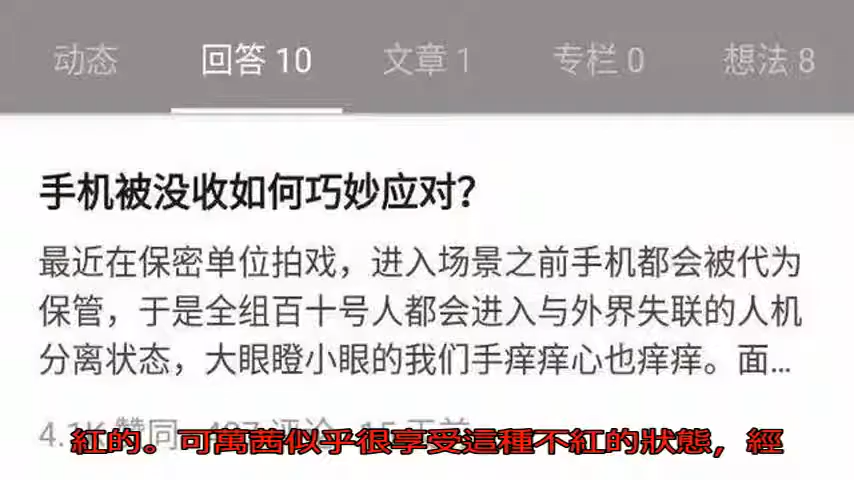 动态 回答 10 文章 1 专栏 0 想法 8
手机被没收如何巧妙应对?
最近在保密单位拍戏，进入场景之前手机都会被代为
保管，于是全组百十号人都会进入与外界失联的人机
分离状态，大眼瞪小眼的我们手痒痒心也痒痒。面...
紅的。可萬茜似乎很享受這種不紅的狀態，經